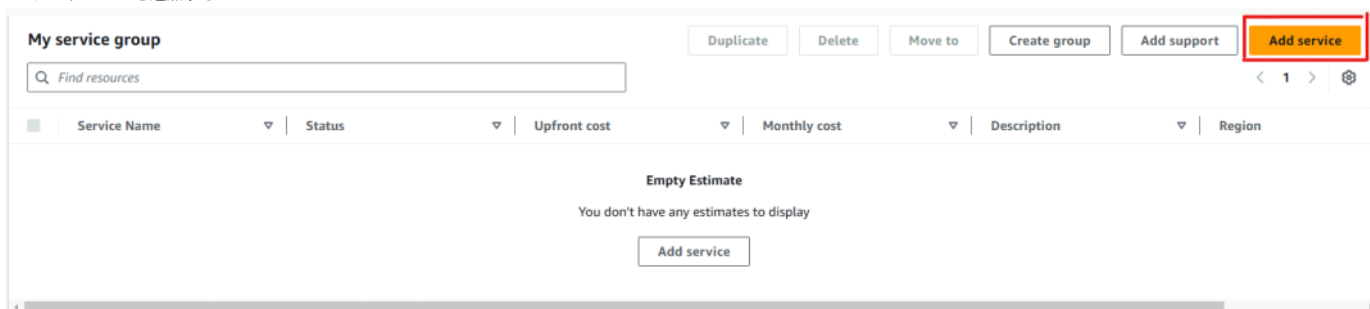 My service group
Duplicate Delete Move to Create group Add support Add service
Find resources
1
Service Name Status Upfront cost Monthly cost Description Region
Empty Estimate
You don't have any estimates to display
Add service